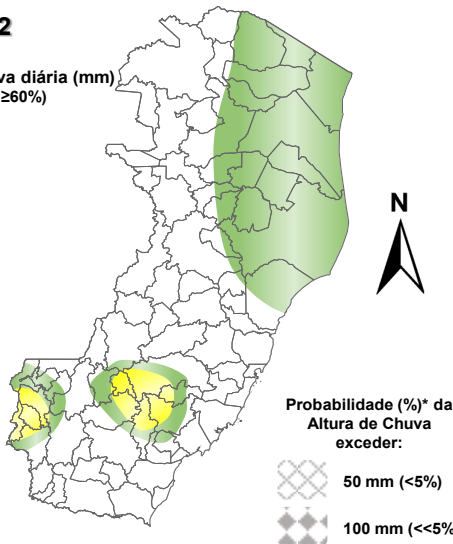 2
va diária (mm)
≥60%)
N
Probabilidade (%)* da
Altura de Chuva
exceder:
50 mm (<5%)
100 mm (<<5%